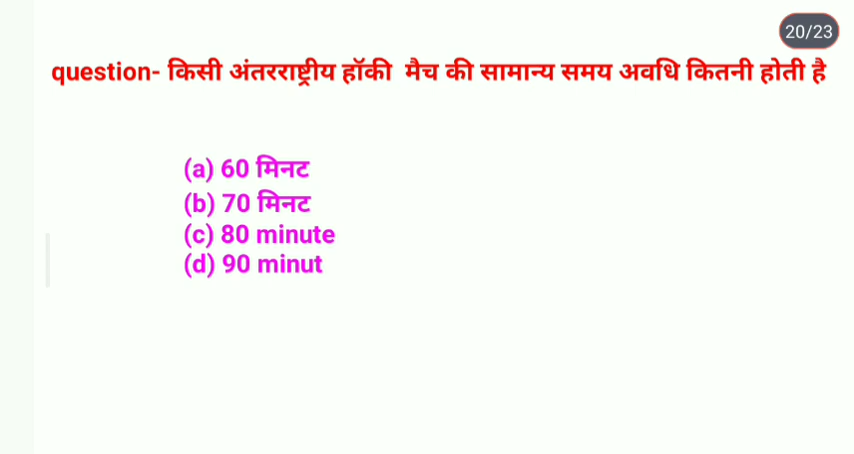 20/23
question- किसी अंतरराष्ट्रीय हॉकी मैच की सामान्य समय अवधि कितनी होती है
(a) 60 मिनट
(b) 70 मिनट
(c) 80 minute
(d) 90 minut